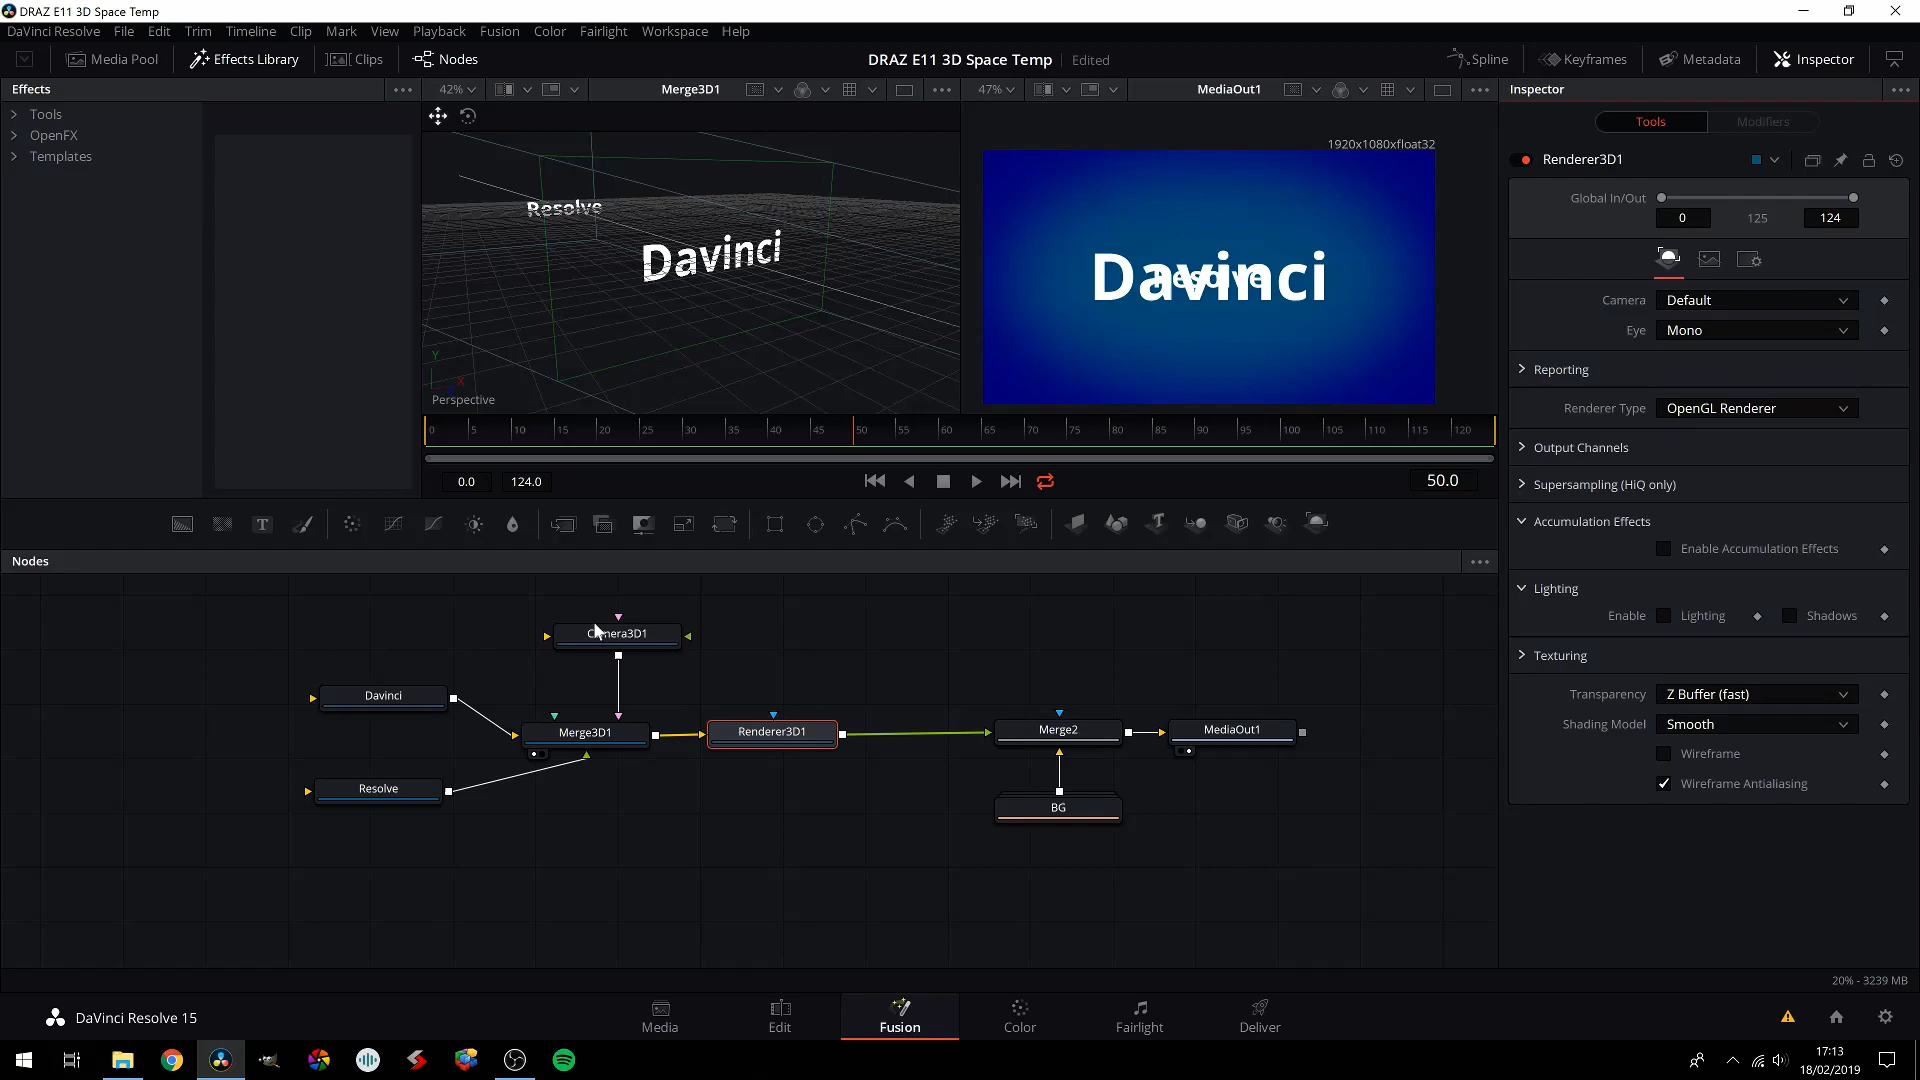 DRAZ E11 3D Space Temp
DaVinci Resolve File Edit Trim Timeline Clip Mark View Playback Fusion Color Fairlight Workspace Help
Media Pool Effects Library Clips Nodes DRAZ E11 3D Space Temp Edited Spline Keyframes Metadata Inspector
Effects 42% Merge3D1 47% MediaOut1 Inspector
Tools
OpenFX
Templates
Tools Modifiers
1920x1080xfloat32
Renderer3D1
Resolve
Davinci
Y
X
Perspective
Davinci
Resolve
Global In/Out
0 125 124
Camera Default
Eye Mono
Reporting
Renderer Type OpenGL Renderer
Output Channels
Supersampling (HiQ only)
Accumulation Effects
Enable Accumulation Effects
Lighting
Enable Lighting Shadows
Texturing
Transparency Z Buffer (fast)
Shading Model Smooth
Wireframe
Wireframe Antialiasing
0 5 10 15 20 25 30 35 40 45 55 60 65 70 75 80 85 90 95 100 105 110 115 120
0.0 124.0 50.0
T T
Nodes
Camera3D1
Davinci
Merge3D1
Renderer3D1
Merge2
MediaOut1
Resolve
BG
20% - 3239 MB
DaVinci Resolve 15
Media Edit Fusion Color Fairlight Deliver
17:13
18/02/2019